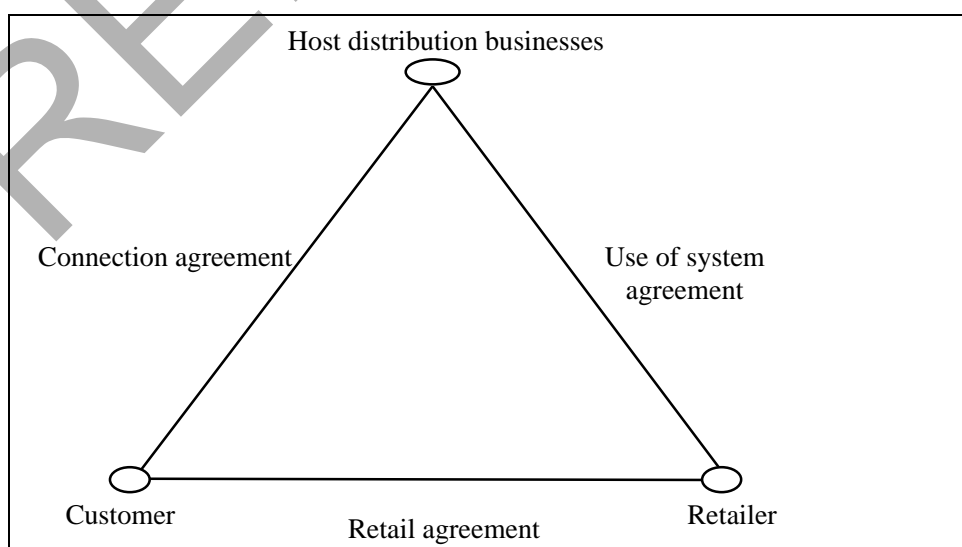 Host distribution businesses
Connection agreement
Use of system
agreement
Customer
Retail agreement
Retailer